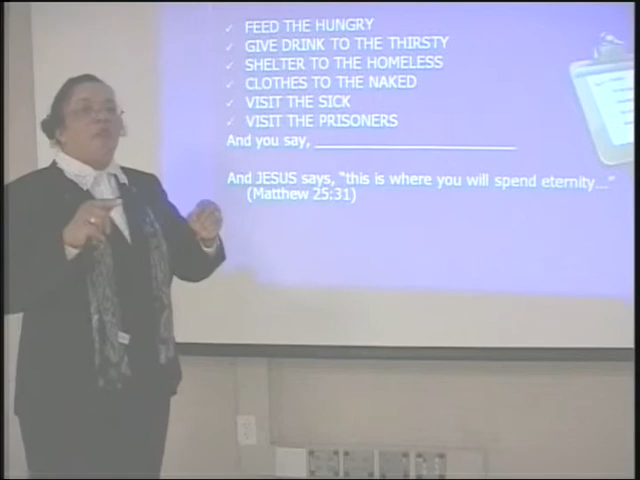 ✓ FEED THE HUNGRY
✓ GIVE DRINK TO THE THIRSTY
✓ SHELTER TO THE HOMELESS
✓ CLOTHES TO THE NAKED
✓ VISIT THE SICK
✓ VISIT THE PRISONERS
And you say, ____________________
And JESUS says, “this is where you will spend eternity…”
(Matthew 25:31)